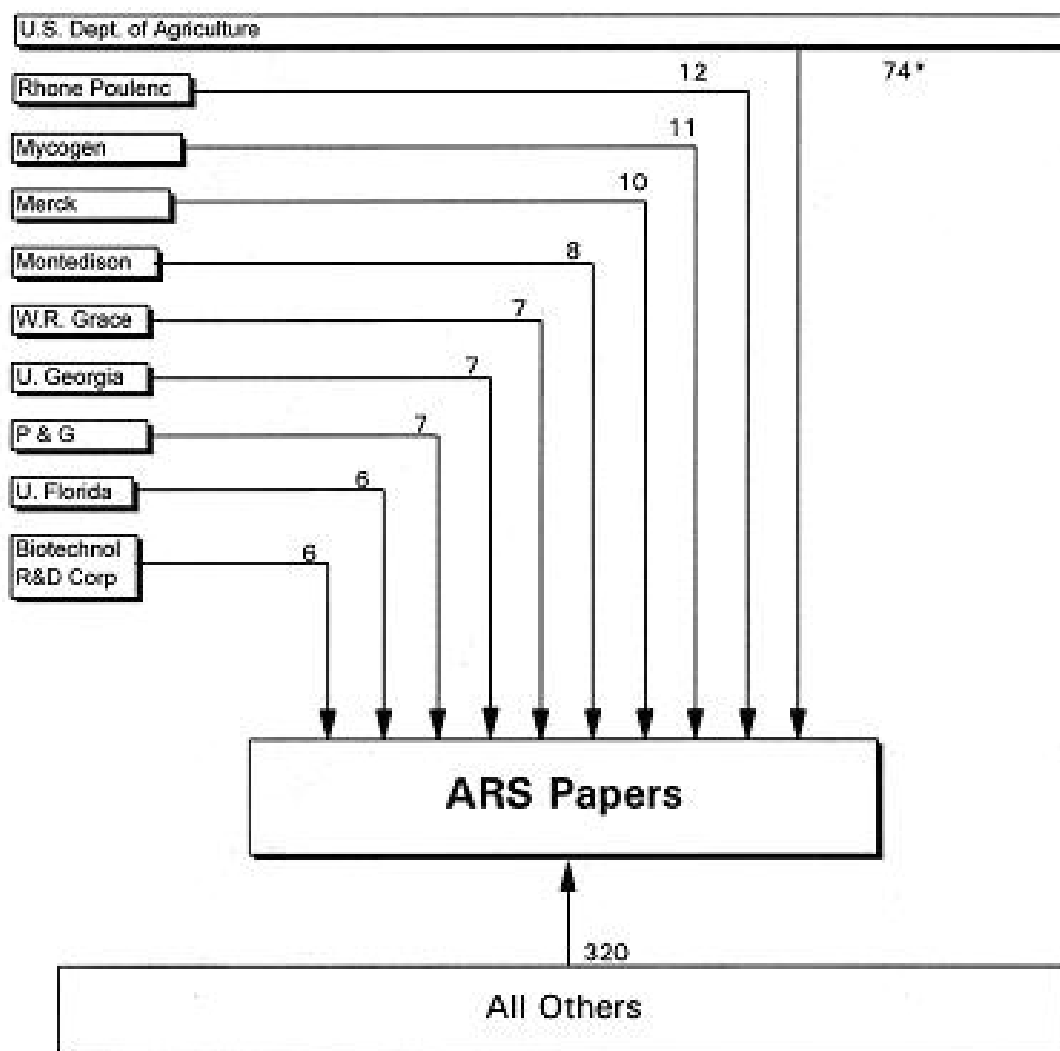 U.S. Dept. of Agriculture
74*
Rhone Poulenc
12
Mycogen
11
Merck
10
Montedison
8
W.R. Grace
7
U. Georgia
7
P & G
7
U. Florida
6
Biotechnol
R&D Corp
6
ARS Papers
320
All Others